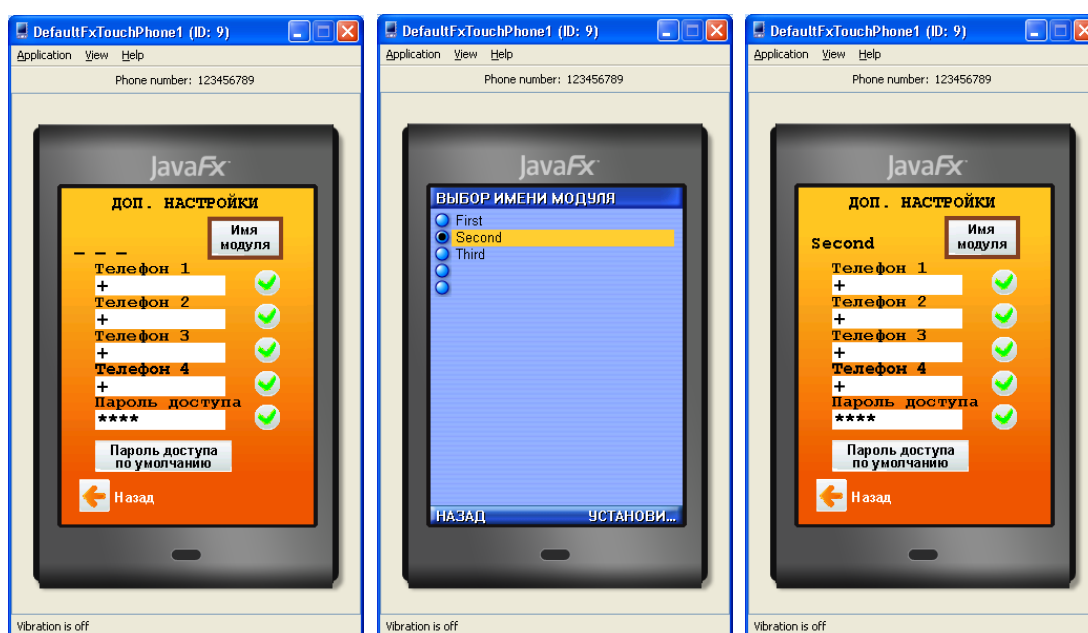 DefaultFxTouchPhone1 (ID: 9)
Application View Help
Phone number: 123456789
JavaFx
ДОП. НАСТРОЙКИ
Имя
модуля
_ _ _
Телефон 1
+
Телефон 2
+
Телефон 3
+
Телефон 4
+
Пароль доступа
****
Пароль доступа
по умолчанию
Назад
Vibration is off
DefaultFxTouchPhone1 (ID: 9)
Application View Help
Phone number: 123456789
JavaFx
ВЫБОР ИМЕНИ МОДУЛЯ
First
Second
Third
НАЗАД УСТАНОВИ...
Vibration is off
DefaultFxTouchPhone1 (ID: 9)
Application View Help
Phone number: 123456789
JavaFx
ДОП. НАСТРОЙКИ
Имя
модуля
Second
Телефон 1
+
Телефон 2
+
Телефон 3
+
Телефон 4
+
Пароль доступа
****
Пароль доступа
по умолчанию
Назад
Vibration is off